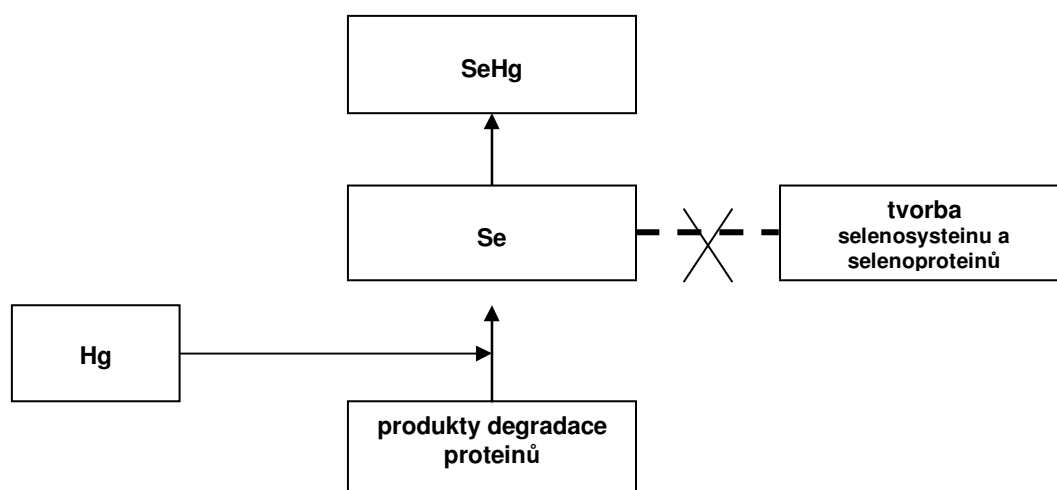 SeHg
Se
tvorba
selenosysteinu a
selenoproteinů
Hg
produkty degradace
proteinů